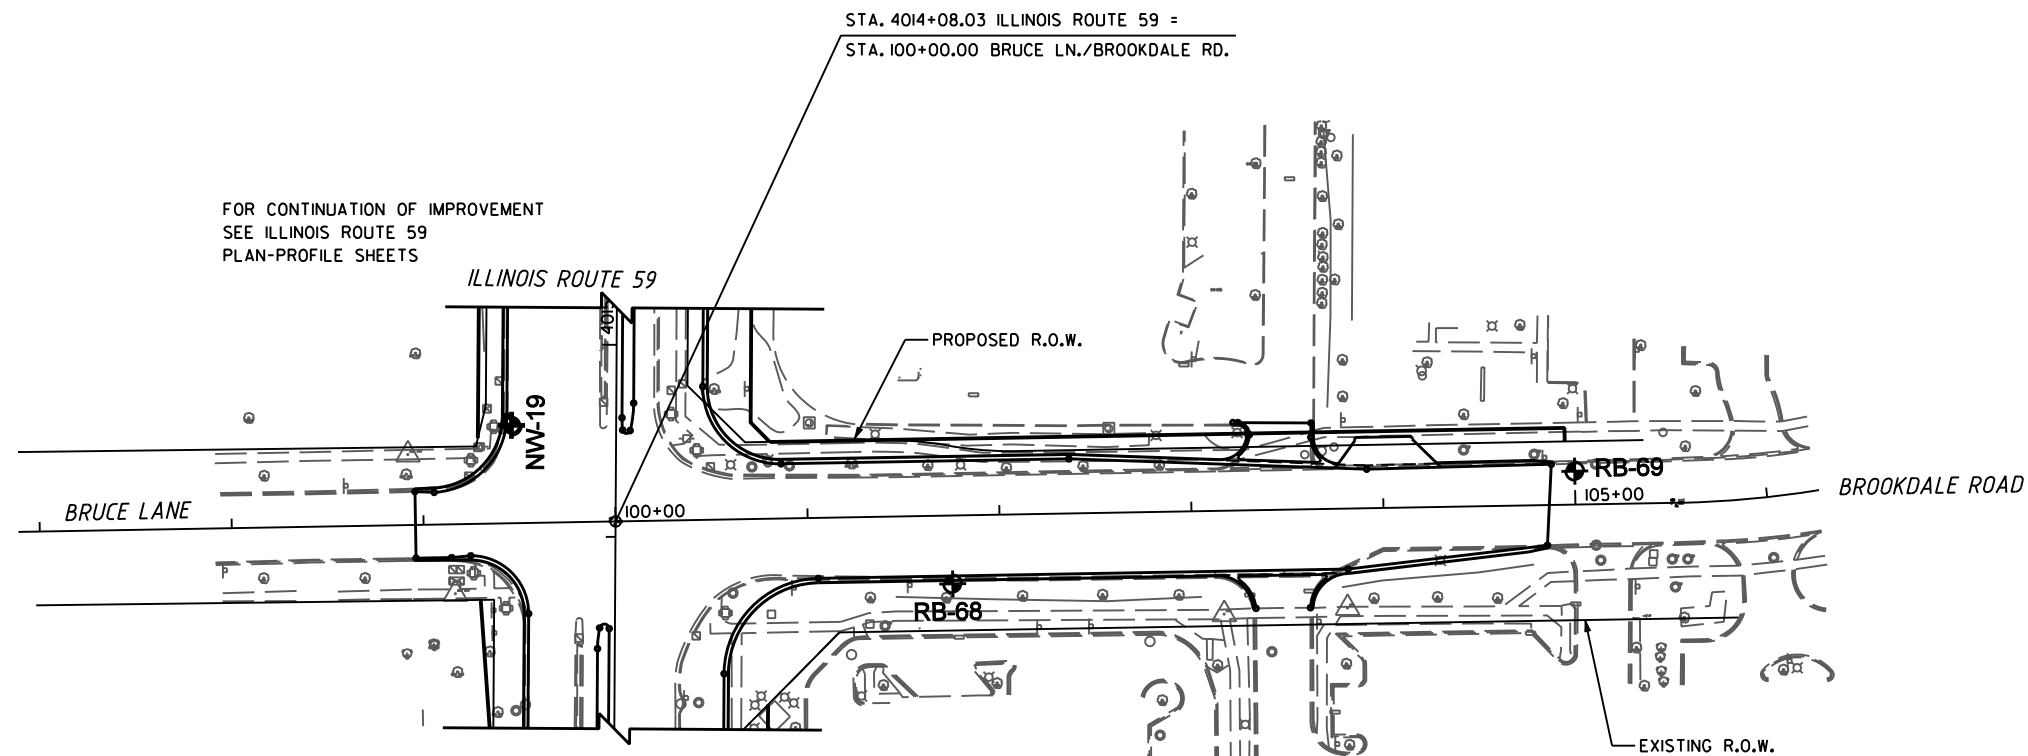 STA. 4014+08.03 ILLINOIS ROUTE 59 =
STA. 100+00.00 BRUCE LN./BROOKDALE RD.
FOR CONTINUATION OF IMPROVEMENT
SEE ILLINOIS ROUTE 59
PLAN-PROFILE SHEETS
ILLINOIS ROUTE 59
4015
PROPOSED R.O.W.
NW-19
RB-69
105+00
BROOKDALE ROAD
BRUCE LANE
100+00
RB-68
EXISTING R.O.W.